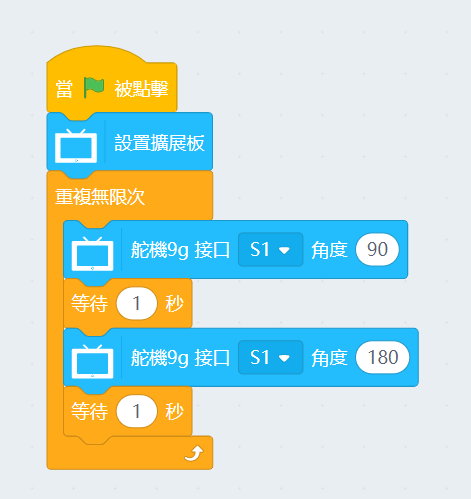 當 被點擊
設置擴展板
重複無限次
舵機9g 接口 S1 角度 90
等待 1 秒
舵機9g 接口 S1 角度 180
等待 1 秒